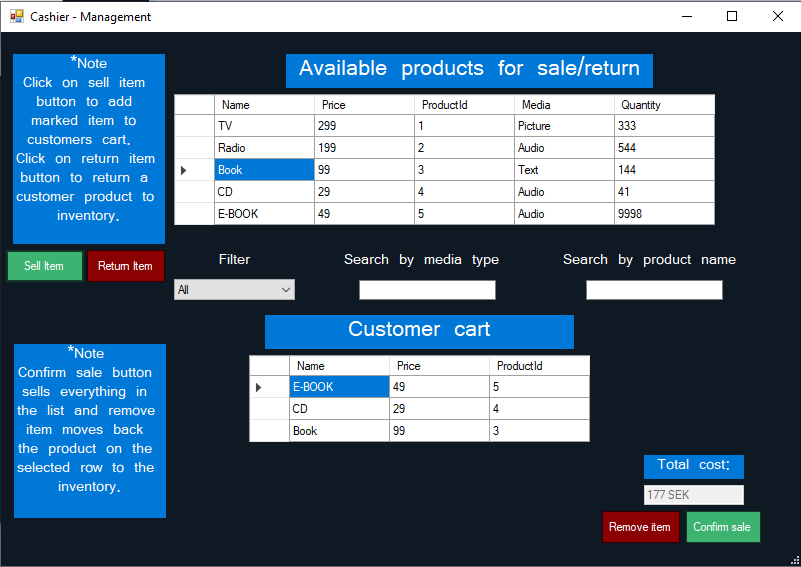 Cashier - Management
*Note
Click on sell item
button to add
marked item to
customers cart.
Click on return item
button to return a
customer product to
inventory.
Sell Item
Return Item
Available products for sale/return
Name Price ProductId Media Quantity
TV 299 1 Picture 333
Radio 199 2 Audio 544
Book 99 3 Text 144
CD 29 4 Audio 41
E-BOOK 49 5 Audio 9998
Filter
Search by media type
Search by product name
All
Customer cart
Name Price ProductId
E-BOOK 49 5
CD 29 4
Book 99 3
*Note
Confirm sale button
sells everything in
the list and remove
item moves back
the product on the
selected row to the
inventory.
Total cost:
177 SEK
Remove item
Confirm sale